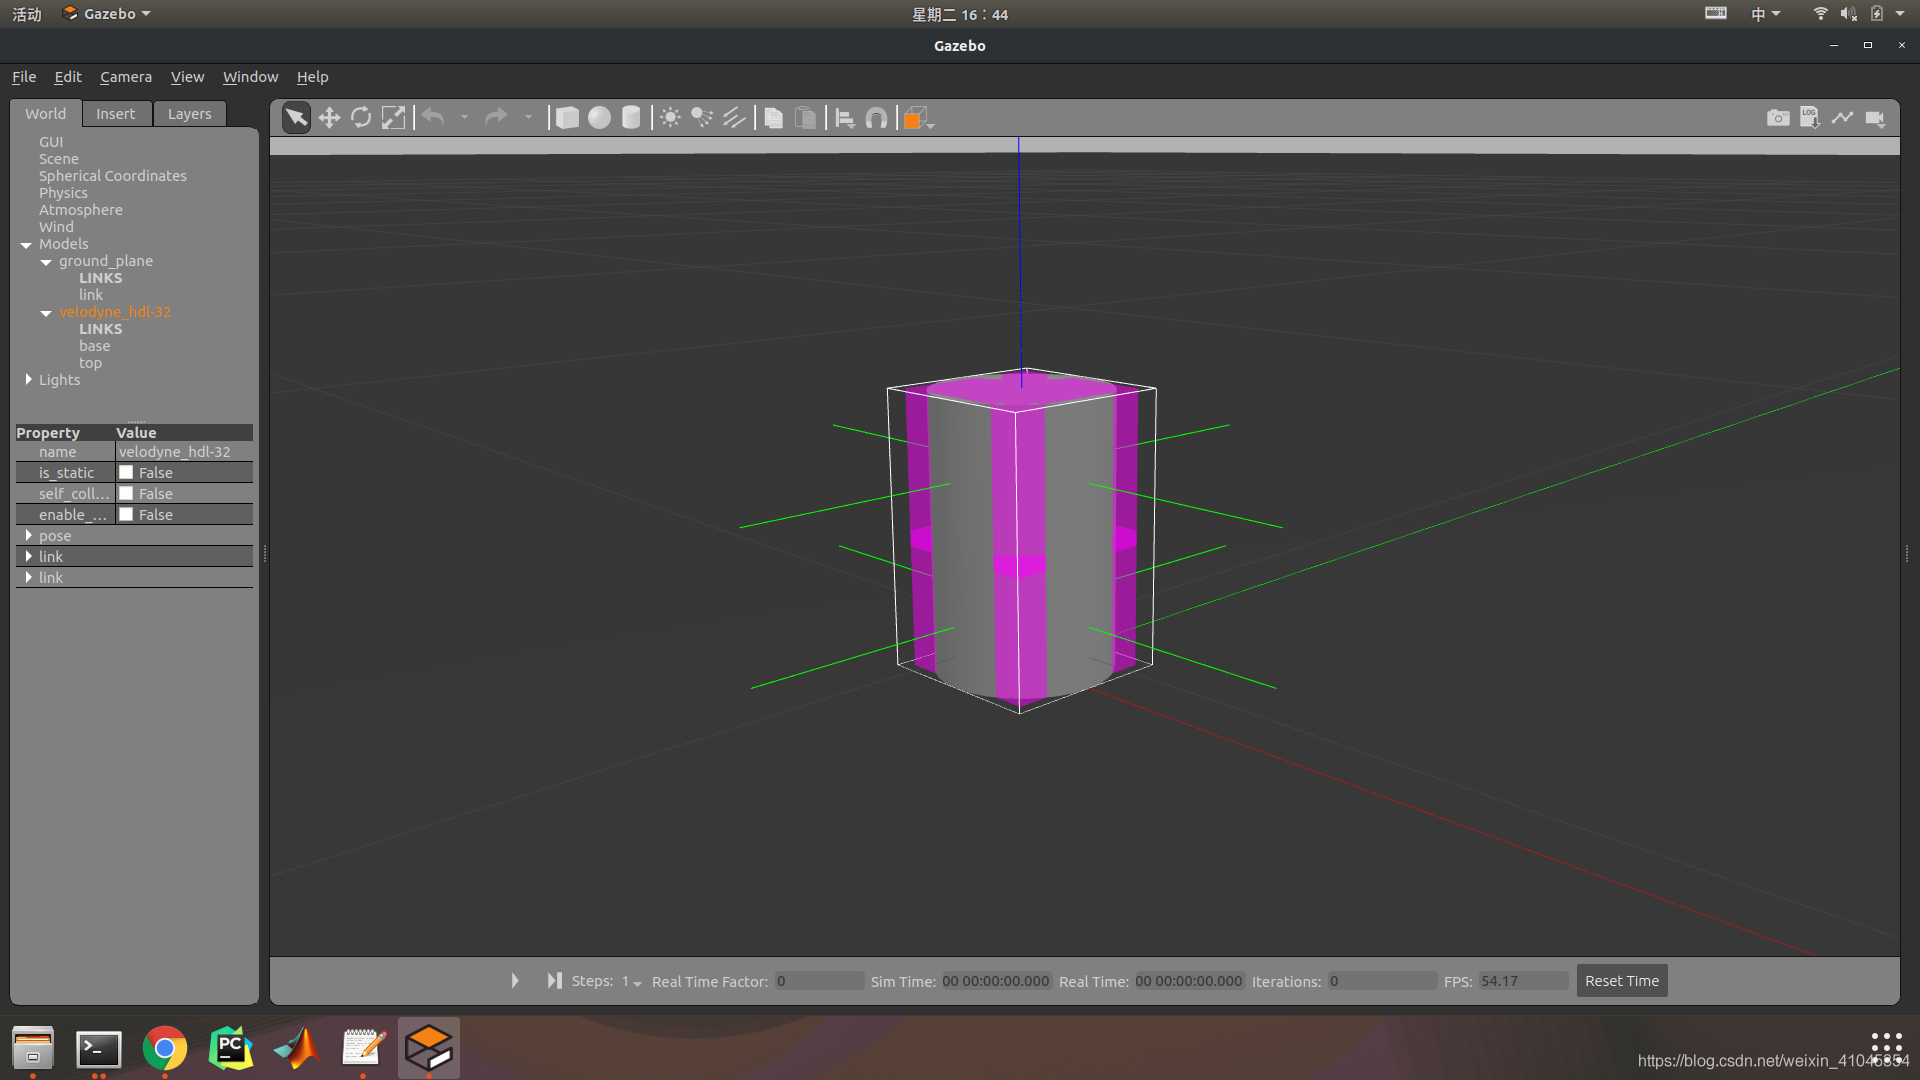 活动 Gazebo 星期二 16：44 中
Gazebo
File Edit Camera View Window Help
World Insert Layers
GUI
Scene
Spherical Coordinates
Physics
Atmosphere
Wind
Models
ground_plane
LINKS
link
velodyne_hdl-32
LINKS
base
top
Lights
Property Value
name velodyne_hdl-32
is_static False
self_coll... False
enable_... False
pose
link
link
LOG
Steps: 1 Real Time Factor: 0 Sim Time: 00 00:00:00.000 Real Time: 00 00:00:00.000 Iterations: 0 FPS: 54.17 Reset Time
>_
PC
https://blog.csdn.net/weixin_41045354